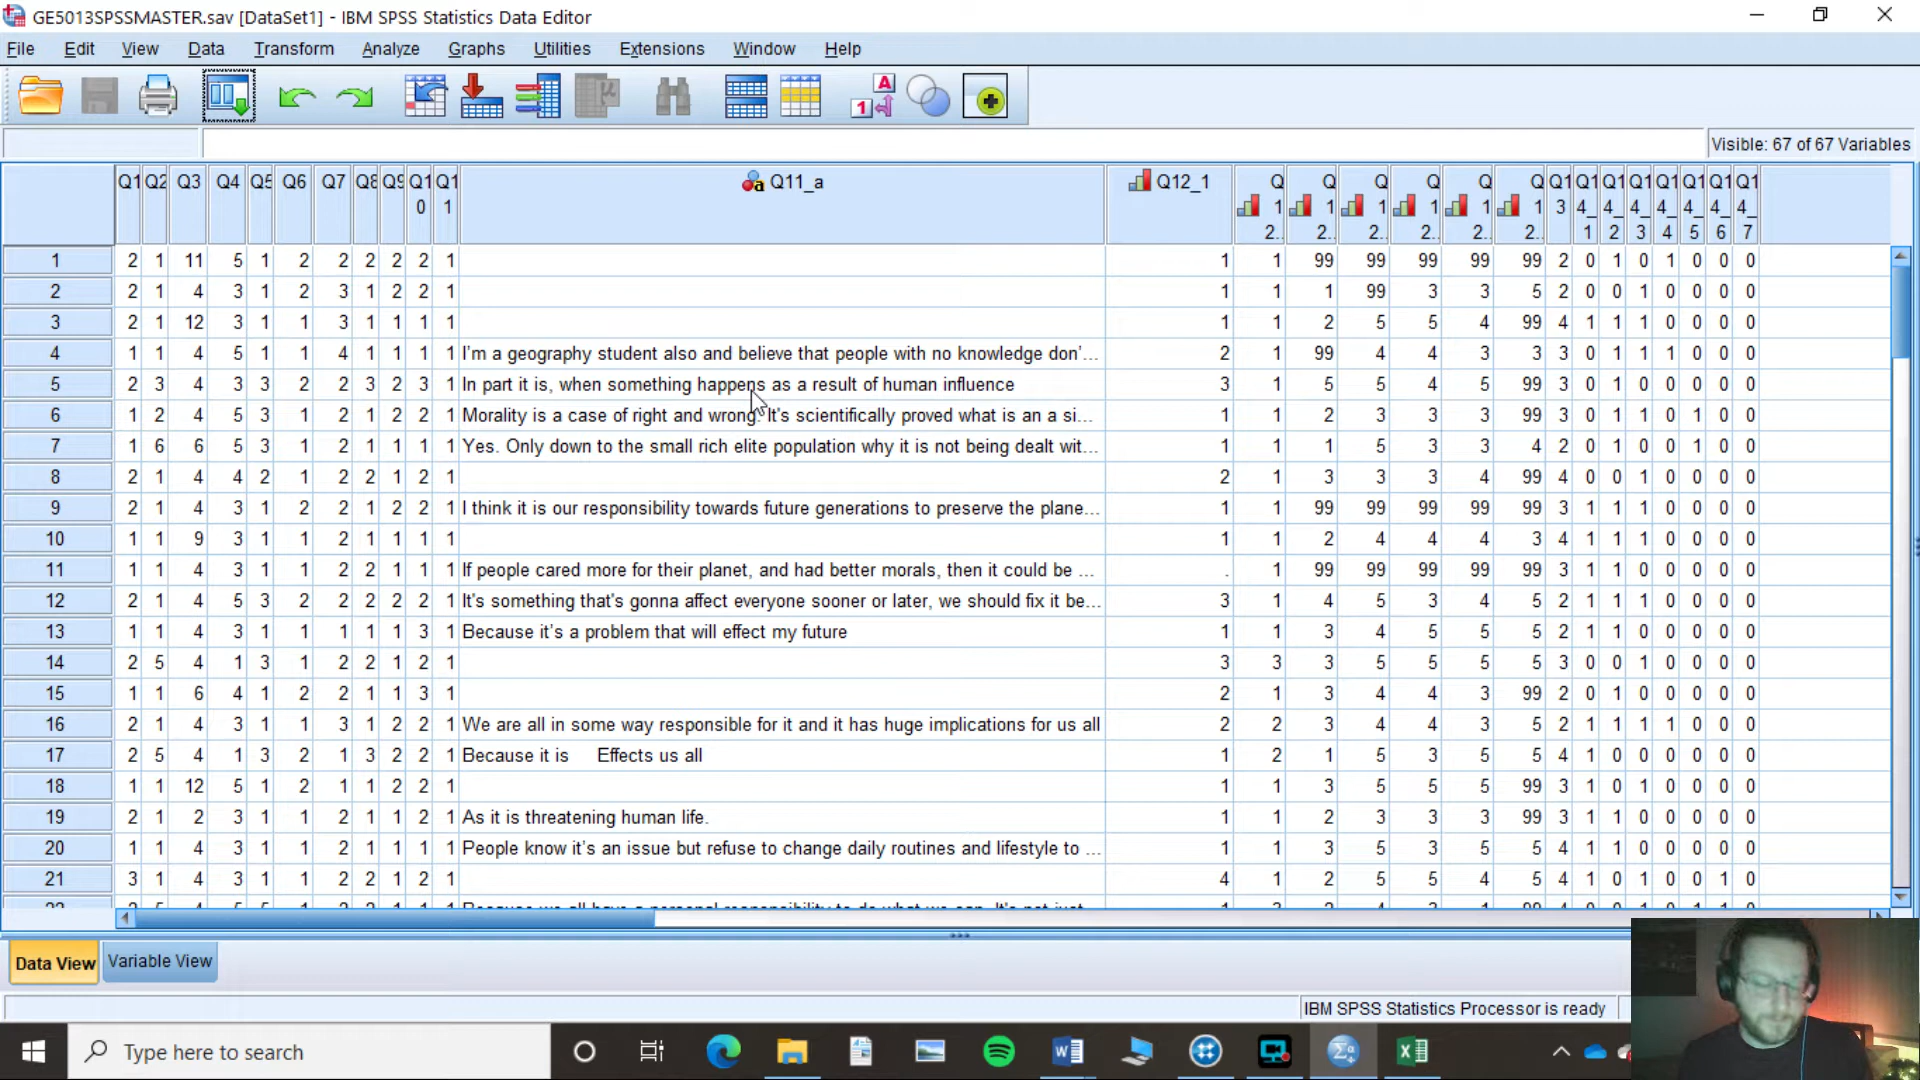 GE5013SPSSMASTER.sav [DataSet1] - IBM SPSS Statistics Data Editor
File Edit View Data Transform Analyze Graphs Utilities Extensions Window Help
Visible: 67 of 67 Variables
Q1 Q2 Q3 Q4 Q5 Q6 Q7 Q8 Q9 Q10 Q11 Q11_a Q12_1 Q12.. Q12.. Q12.. Q12.. Q12.. Q12.. Q13 Q14_1 Q14_2 Q14_3 Q14_4 Q14_5 Q14_6 Q14_7
1 2 1 11 5 1 2 2 2 2 2 1 1 1 99 99 99 99 99 2 0 1 0 1 0 0 0
2 2 1 4 3 1 2 3 1 2 2 1 1 1 1 99 3 3 5 2 0 0 1 0 0 0 0
3 2 1 12 3 1 1 3 1 1 1 1 1 1 2 5 5 4 99 4 1 1 1 0 0 0 0
4 1 1 4 5 1 1 4 1 1 1 1 I'm a geography student also and believe that people with no knowledge don'... 2 1 99 4 4 3 3 3 0 1 1 1 0 0 0
5 2 3 4 3 3 2 2 3 2 3 1 In part it is, when something happens as a result of human influence 3 1 5 5 4 5 99 3 0 1 0 0 0 0 0
6 1 2 4 5 3 1 2 1 2 2 1 Morality is a case of right and wrong. It's scientifically proved what is an a si... 1 1 2 3 3 3 99 3 0 1 0 0 1 0 0
7 1 6 6 5 3 1 2 1 1 1 1 Yes. Only down to the small rich elite population why it is not being dealt wit... 1 1 1 5 3 3 4 2 0 1 0 0 1 0 0
8 2 1 4 4 2 1 2 2 1 2 1 2 1 3 3 3 4 99 4 0 0 1 0 0 0 0
9 2 1 4 3 1 2 2 1 2 2 1 I think it is our responsibility towards future generations to preserve the plane... 1 1 99 99 99 99 99 3 1 1 1 0 0 0 0
10 1 1 9 3 1 1 2 1 1 1 1 1 1 2 4 4 4 3 4 1 1 1 0 0 0 0
11 1 1 4 3 1 1 2 2 1 1 1 If people cared more for their planet, and had better morals, then it could be ... . 1 99 99 99 99 99 3 1 1 0 0 0 0 0
12 2 1 4 5 3 2 2 2 2 2 1 It's something that's gonna affect everyone sooner or later, we should fix it be... 3 1 4 5 3 4 5 2 1 1 1 0 0 0 0
13 1 1 4 3 1 1 1 1 1 3 1 Because it's a problem that will effect my future 1 1 3 4 5 5 5 2 1 1 0 0 0 0 0
14 2 5 4 1 3 1 2 2 1 2 1 3 3 3 5 5 5 5 3 0 0 1 0 0 0 0
15 1 1 6 4 1 2 2 1 1 3 1 2 1 3 4 4 3 99 2 0 1 0 0 0 0 0
16 2 1 4 3 1 1 3 1 2 2 1 We are all in some way responsible for it and it has huge implications for us all 2 2 3 4 4 3 5 2 1 1 1 1 0 0 0
17 2 5 4 1 3 2 1 3 2 2 1 Because it is Effects us all 1 2 1 5 3 5 5 4 1 0 0 0 0 0 0
18 1 1 12 5 1 2 1 1 2 2 1 1 1 3 5 5 5 99 3 1 0 1 0 0 0 0
19 2 1 2 3 1 1 2 1 1 2 1 As it is threatening human life. 1 1 2 3 3 3 99 3 1 1 0 0 0 0 0
20 1 1 4 3 1 1 2 1 1 1 1 People know it's an issue but refuse to change daily routines and lifestyle to ... 1 1 3 5 3 5 5 4 1 1 0 0 0 0 0
21 3 1 4 3 1 1 2 2 1 2 1 4 1 2 5 5 4 5 4 1 0 1 0 0 1 0
Data View Variable View
IBM SPSS Statistics Processor is ready
Type here to search